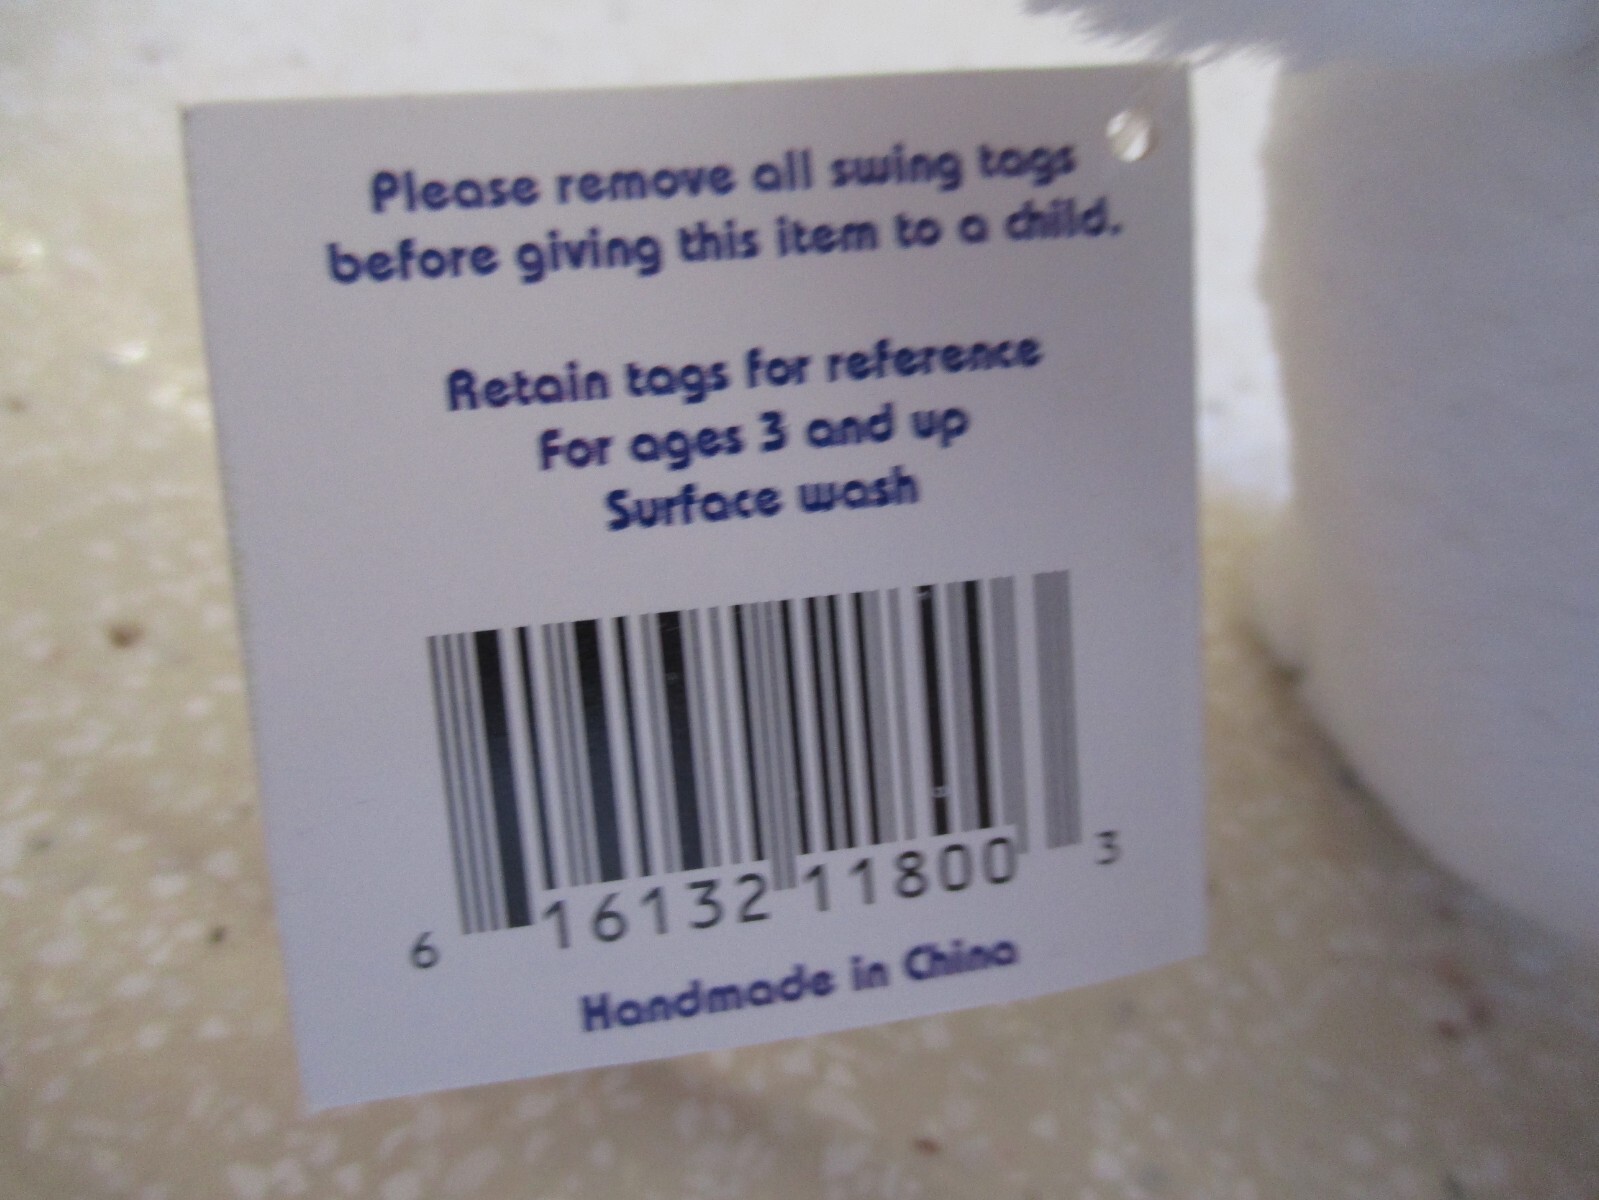 Please remove all swing tags
before giving this item to a child.
Retain tags for reference
For ages 3 and up
Surface wash
6 16132 11800 3
Handmade in China